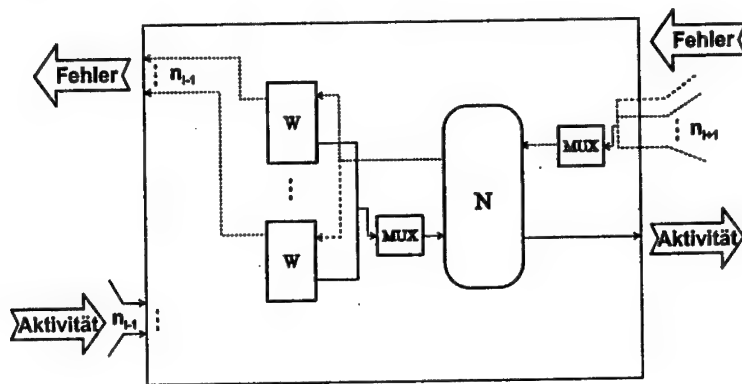 Fehler
n_{l-1}
W
W
MUX
N
MUX
Fehler
n_{l+1}
Aktivität
Aktivität
n_{l-1}